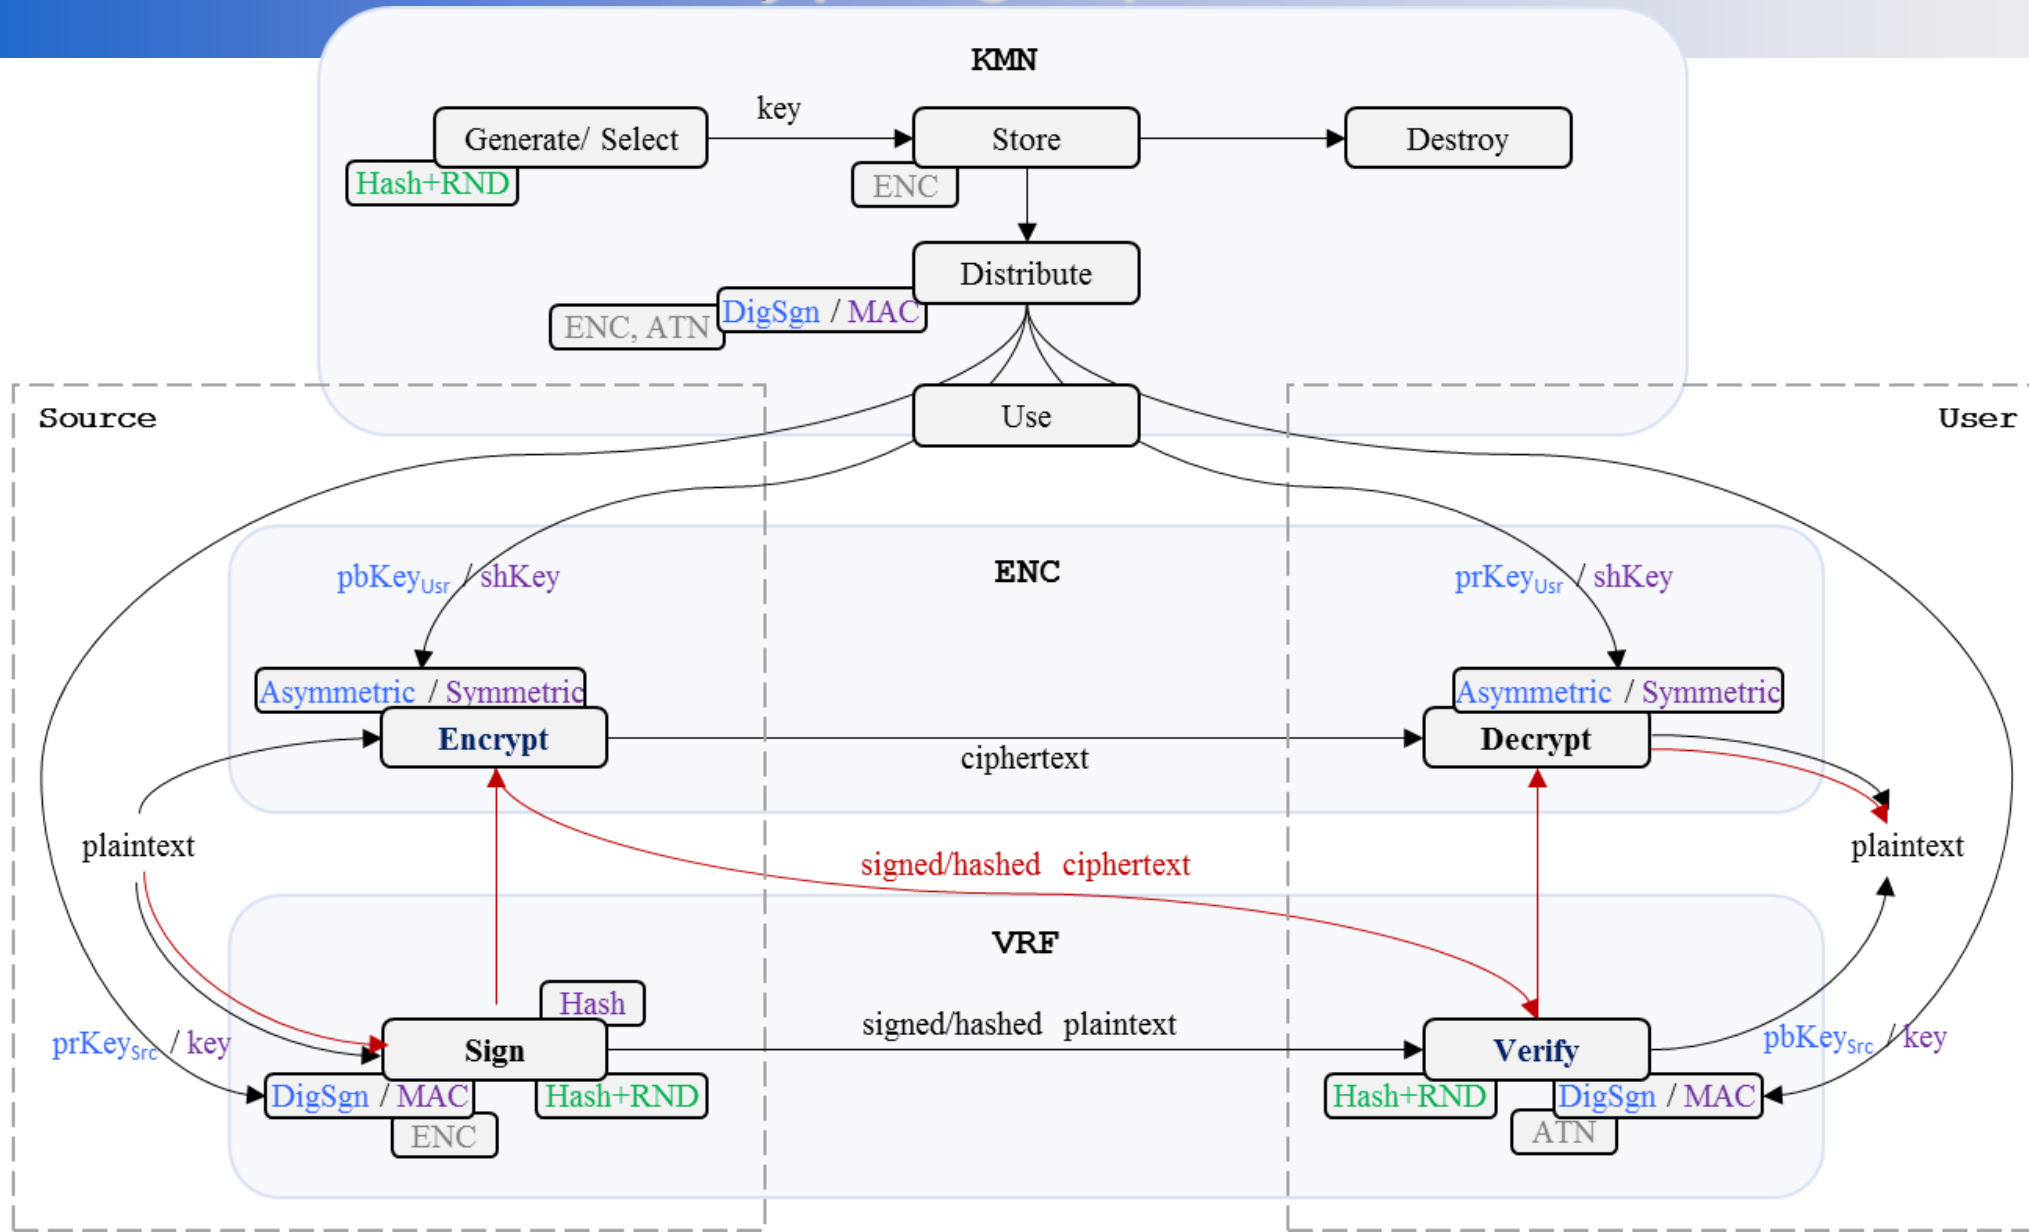 KMN
key
Generate/ Select
Store
Destroy
Hash+RND
ENC
Distribute
DigSgn / MAC
ENC, ATN
Source
Use
User
pbKeyUsr / shKey
ENC
prKeyUsr / shKey
Asymmetric / Symmetric
Asymmetric / Symmetric
Encrypt
Decrypt
ciphertext
plaintext
plaintext
signed/hashed ciphertext
VRF
Hash
signed/hashed plaintext
prKeySrc / key
Sign
Verify
pbKeySrc / key
DigSgn / MAC
Hash+RND
Hash+RND
DigSgn / MAC
ENC
ATN